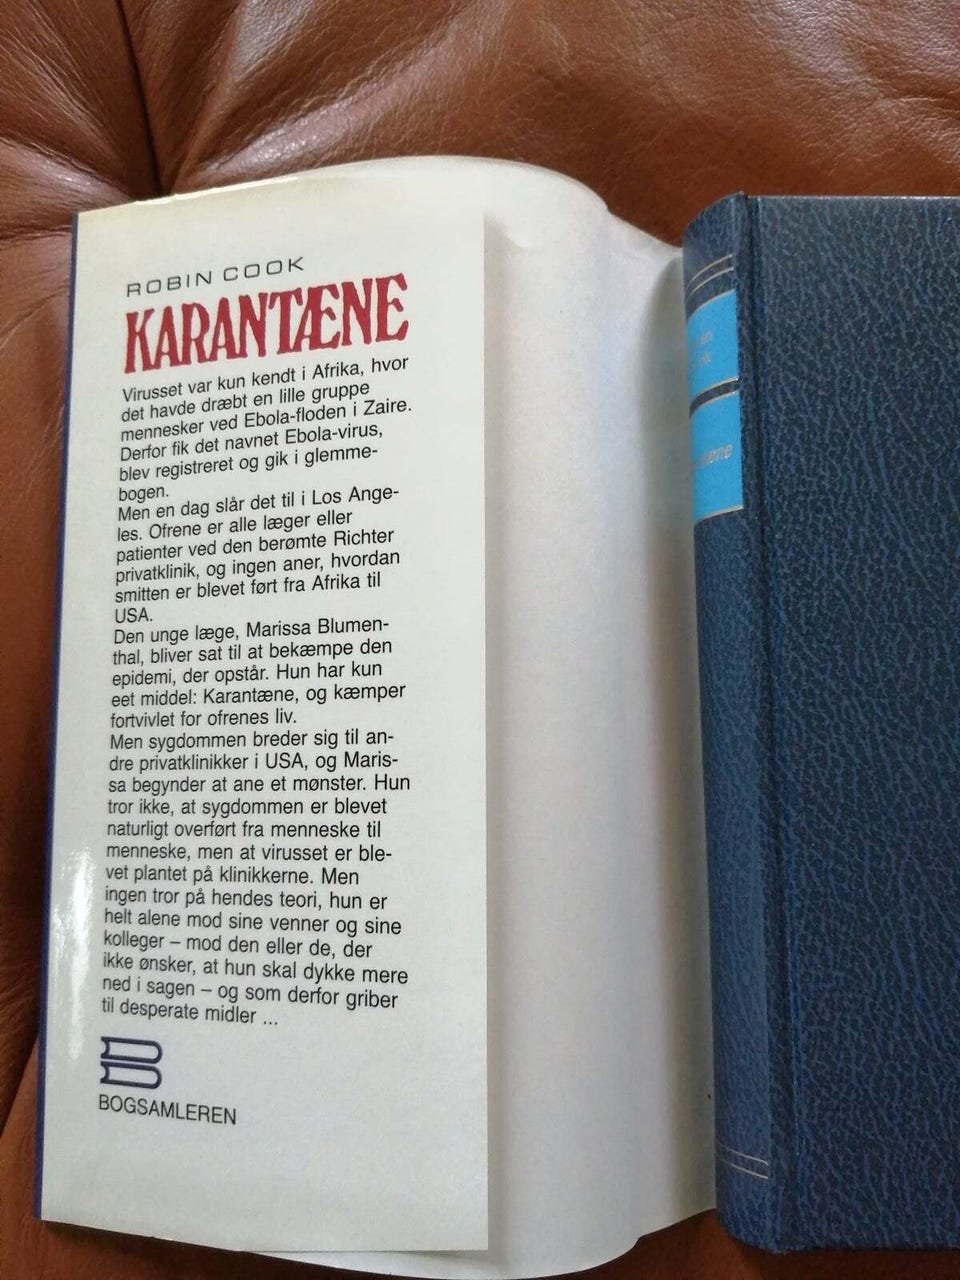 ROBIN COOK
KARANTÆNE
Virusset var kun kendt i Afrika, hvor
det havde dræbt en lille gruppe
mennesker ved Ebola-floden i Zaire.
Derfor fik det navnet Ebola-virus,
blev registreret og gik i glemme-
bogen.
Men en dag slår det til i Los Ange-
les. Ofrene er alle læger eller
patienter ved den berømte Richter
privatklinik, og ingen aner, hvordan
smitten er blevet ført fra Afrika til
USA.
Den unge læge, Marissa Blumen-
thal, bliver sat til at bekæmpe den
epidemi, der opstår. Hun har kun
eet middel: Karantæne, og kæmper
fortvivlet for ofrenes liv.
Men sygdommen breder sig til an-
dre privatklinikker i USA, og Maris-
sa begynder at ane et mønster. Hun
tror ikke, at sygdommen er blevet
naturligt overført fra menneske til
menneske, men at virusset er ble-
vet plantet på klinikkerne. Men
ingen tror på hendes teori, hun er
helt alene mod sine venner og sine
kolleger – mod den eller de, der
ikke ønsker, at hun skal dykke mere
ned i sagen – og som derfor griber
til desperate midler ...
BOGSAMLEREN